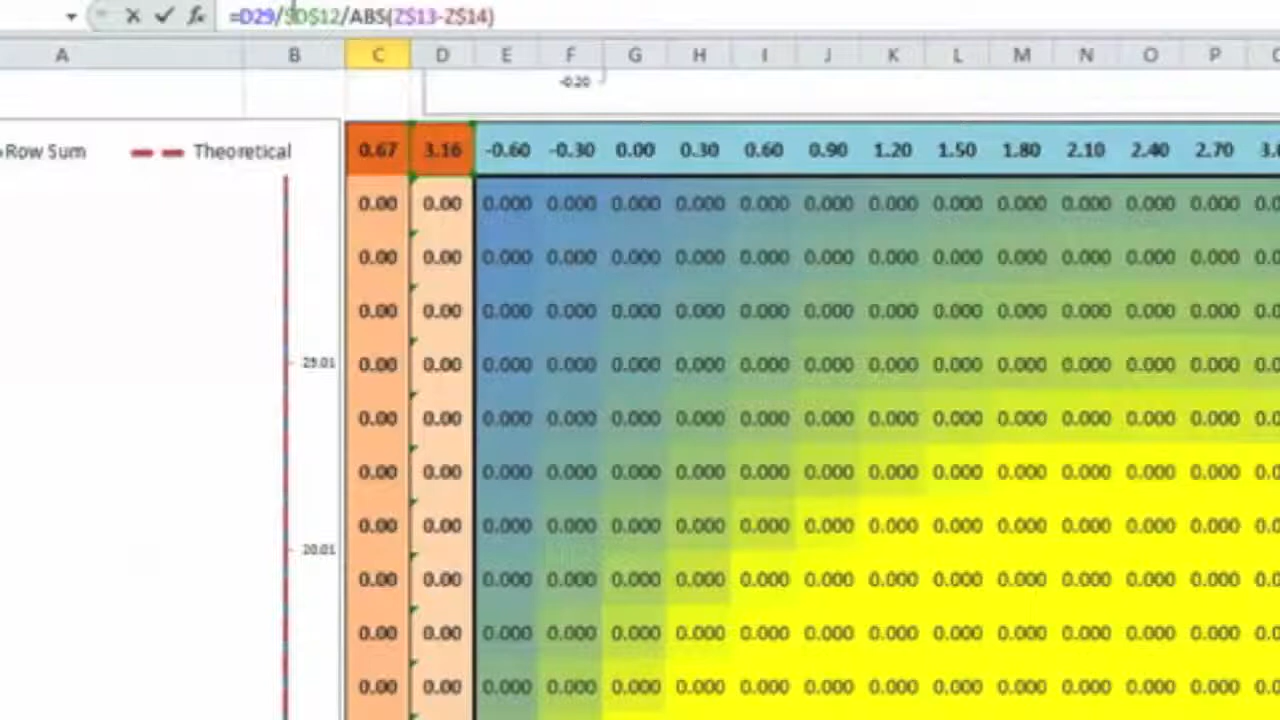 =D29/$D$12/ABS(Z$13-Z$14)
A B C D E F G H I J K L M N O P
-0.20
Row Sum Theoretical 0.67 3.16 -0.60 -0.30 0.00 0.30 0.60 0.90 1.20 1.50 1.80 2.10 2.40 2.70
0.00 0.00 0.000 0.000 0.000 0.000 0.000 0.000 0.000 0.000 0.000 0.000 0.000 0.000
0.00 0.00 0.000 0.000 0.000 0.000 0.000 0.000 0.000 0.000 0.000 0.000 0.000 0.000
0.00 0.00 0.000 0.000 0.000 0.000 0.000 0.000 0.000 0.000 0.000 0.000 0.000 0.000
25.01 0.00 0.00 0.000 0.000 0.000 0.000 0.000 0.000 0.000 0.000 0.000 0.000 0.000 0.000
0.00 0.00 0.000 0.000 0.000 0.000 0.000 0.000 0.000 0.000 0.000 0.000 0.000 0.000
0.00 0.00 0.000 0.000 0.000 0.000 0.000 0.000 0.000 0.000 0.000 0.000 0.000 0.000
0.00 0.00 0.000 0.000 0.000 0.000 0.000 0.000 0.000 0.000 0.000 0.000 0.000 0.000
20.01 0.00 0.00 0.000 0.000 0.000 0.000 0.000 0.000 0.000 0.000 0.000 0.000 0.000 0.000
0.00 0.00 0.000 0.000 0.000 0.000 0.000 0.000 0.000 0.000 0.000 0.000 0.000 0.000
0.00 0.00 0.000 0.000 0.000 0.000 0.000 0.000 0.000 0.000 0.000 0.000 0.000 0.000